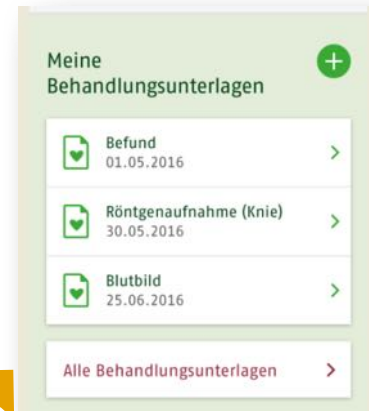 Meine
Behandlungsunterlagen
Befund
01.05.2016
Röntgenaufnahme (Knie)
30.05.2016
Blutbild
25.06.2016
Alle Behandlungsunterlagen